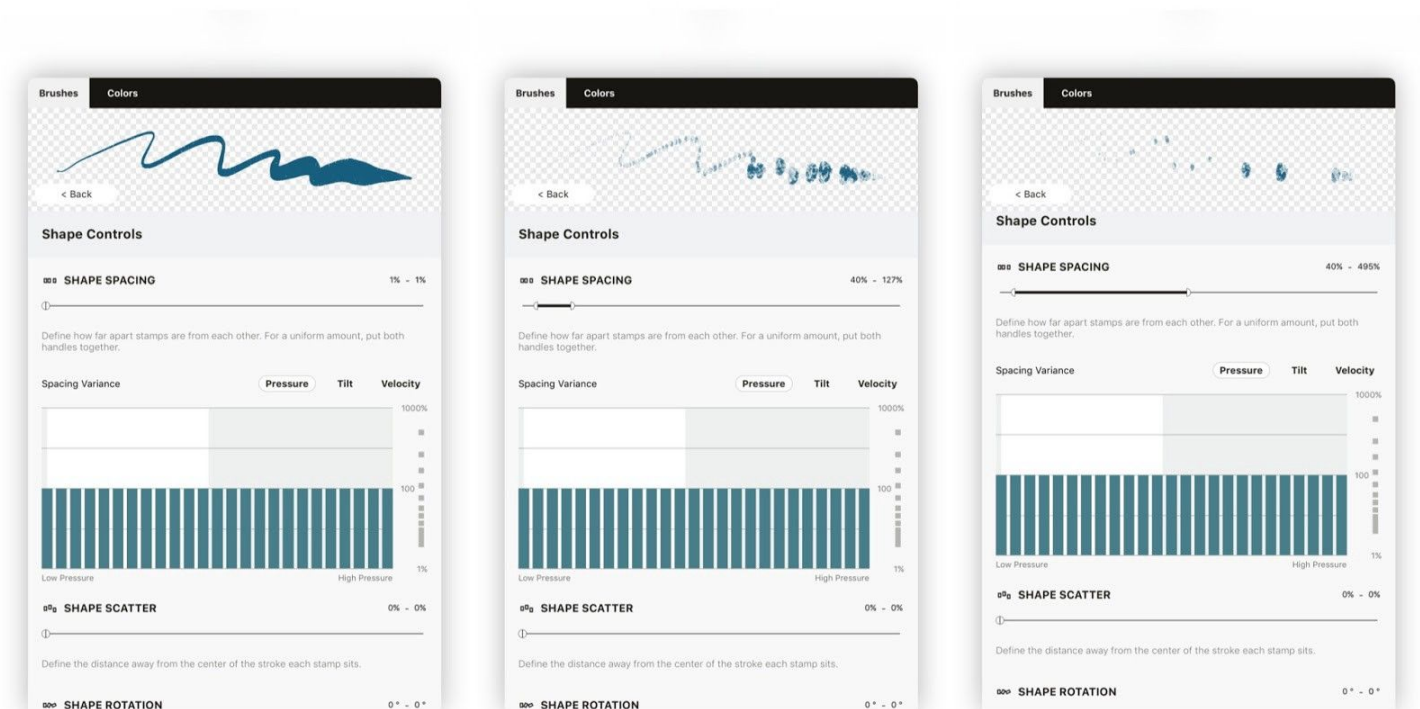 Brushes Colors
< Back
Shape Controls
SHAPE SPACING 1% - 1%
Define how far apart stamps are from each other. For a uniform amount, put both
handles together.
Spacing Variance Pressure Tilt Velocity
1000%
100
1%
Low Pressure High Pressure
SHAPE SCATTER 0% - 0%
Define the distance away from the center of the stroke each stamp sits.
SHAPE ROTATION 0° - 0°
Brushes Colors
< Back
Shape Controls
SHAPE SPACING 40% - 127%
Define how far apart stamps are from each other. For a uniform amount, put both
handles together.
Spacing Variance Pressure Tilt Velocity
1000%
100
1%
Low Pressure High Pressure
SHAPE SCATTER 0% - 0%
Define the distance away from the center of the stroke each stamp sits.
SHAPE ROTATION 0° - 0°
Brushes Colors
< Back
Shape Controls
SHAPE SPACING 40% - 495%
Define how far apart stamps are from each other. For a uniform amount, put both
handles together.
Spacing Variance Pressure Tilt Velocity
1000%
100
1%
Low Pressure High Pressure
SHAPE SCATTER 0% - 0%
Define the distance away from the center of the stroke each stamp sits.
SHAPE ROTATION 0° - 0°